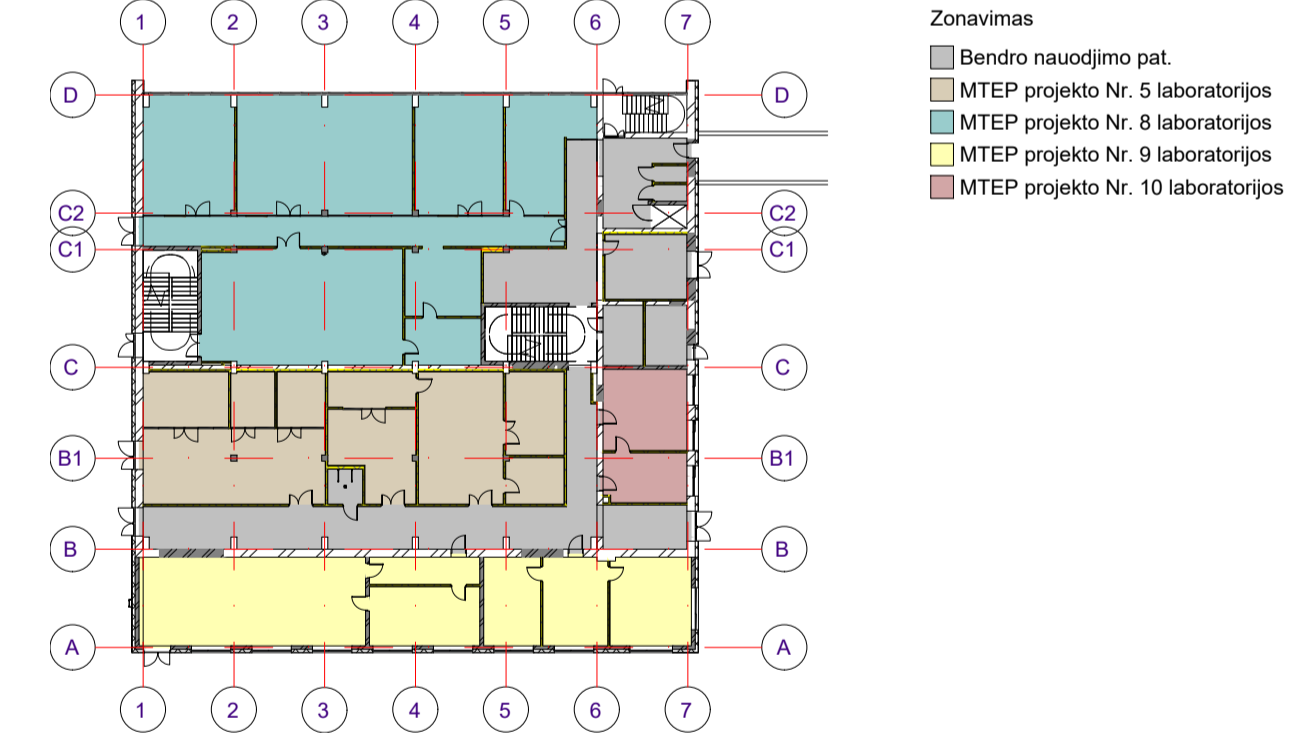 1 2 3 4 5 6 7
Zonavimas
Bendro nauodjimo pat.
MTEP projekto Nr. 5 laboratorijos
MTEP projekto Nr. 8 laboratorijos
MTEP projekto Nr. 9 laboratorijos
MTEP projekto Nr. 10 laboratorijos
D D
C2 C2
C1 C1
C C
B1 B1
B B
A A
1 2 3 4 5 6 7